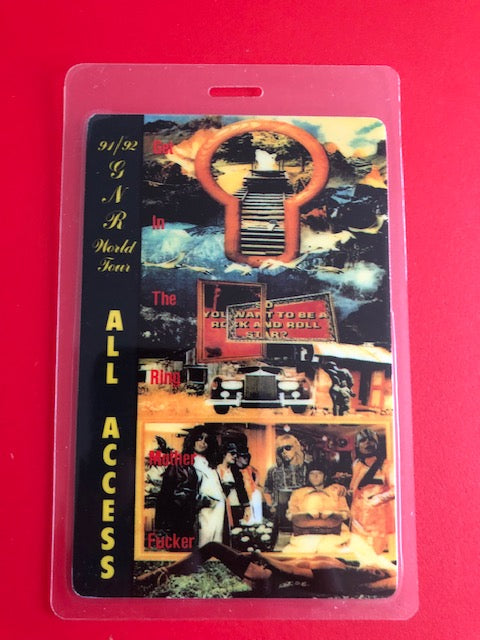 91/92
G
N
R
World
Tour
ALL ACCESS
Get
In
The
SO
YOU WANT TO BE A
ROCK AND ROLL
STAR?
Ring
Mother
Fucker